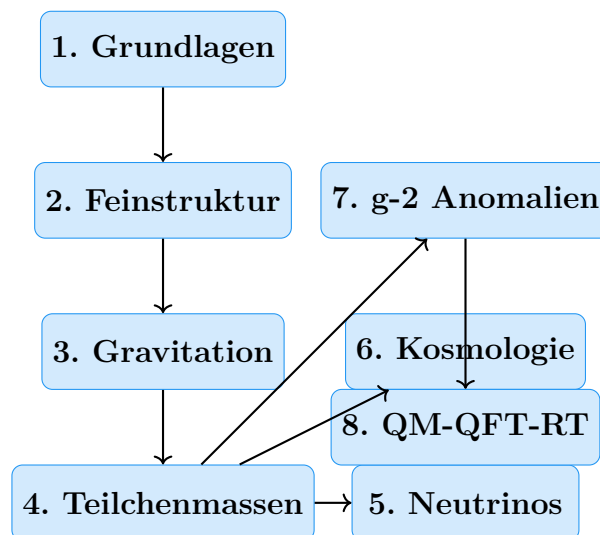 1. Grundlagen
2. Feinstruktur
7. g-2 Anomalien
3. Gravitation
6. Kosmologie
8. QM-QFT-RT
4. Teilchenmassen
5. Neutrinos